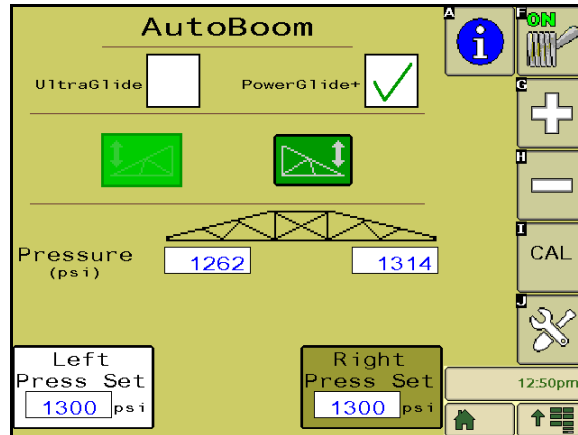 AutoBoom
A
F
ON
UltraGlide
PowerGlide+
G
H
Pressure
(psi)
1262
1314
I
CAL
J
Left
Press Set
1300 psi
Right
Press Set
1300 psi
12:50pm